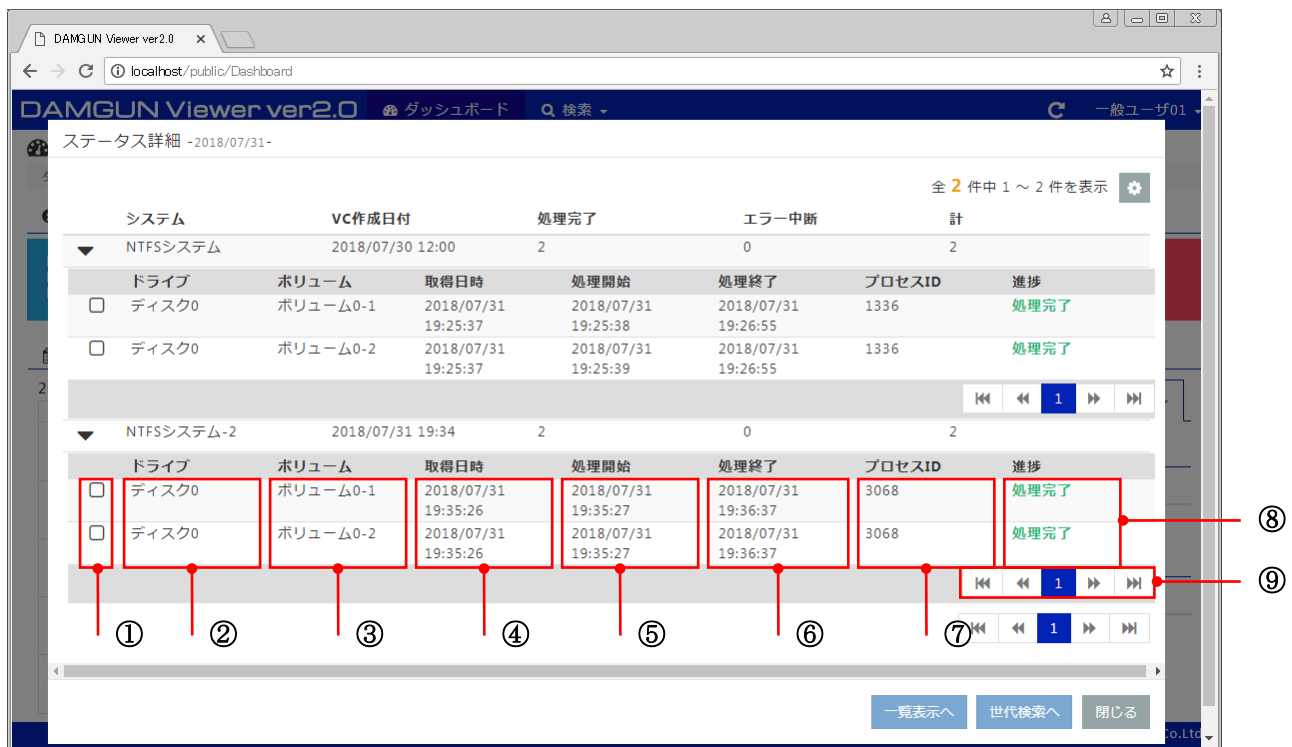 DAMGUN Viewer ver2.0
localhost/public/Dashboard
DAMGUN Viewer ver2.0 ダッシュボード 検索 一般ユーザ01
ステータス詳細 -2018/07/31-
全 2 件中 1 ～ 2 件を表示
システム VC作成日付 処理完了 エラー中断 計
NTFSシステム 2018/07/30 12:00 2 0 2
ドライブ ボリューム 取得日時 処理開始 処理終了 プロセスID 進捗
ディスク0 ボリューム0-1 2018/07/31 2018/07/31 2018/07/31 1336 処理完了
19:25:37 19:25:38 19:26:55
ディスク0 ボリューム0-2 2018/07/31 2018/07/31 2018/07/31 1336 処理完了
19:25:37 19:25:39 19:26:55
1
NTFSシステム-2 2018/07/31 19:34 2 0 2
ドライブ ボリューム 取得日時 処理開始 処理終了 プロセスID 進捗
ディスク0 ボリューム0-1 2018/07/31 2018/07/31 2018/07/31 3068 処理完了
19:35:26 19:35:27 19:36:37
⑧
ディスク0 ボリューム0-2 2018/07/31 2018/07/31 2018/07/31 3068 処理完了
19:35:26 19:35:27 19:36:37
1 ⑨
① ② ③ ④ ⑤ ⑥ ⑦ 1
一覧表示へ 世代検索へ 閉じる
Co.Ltd